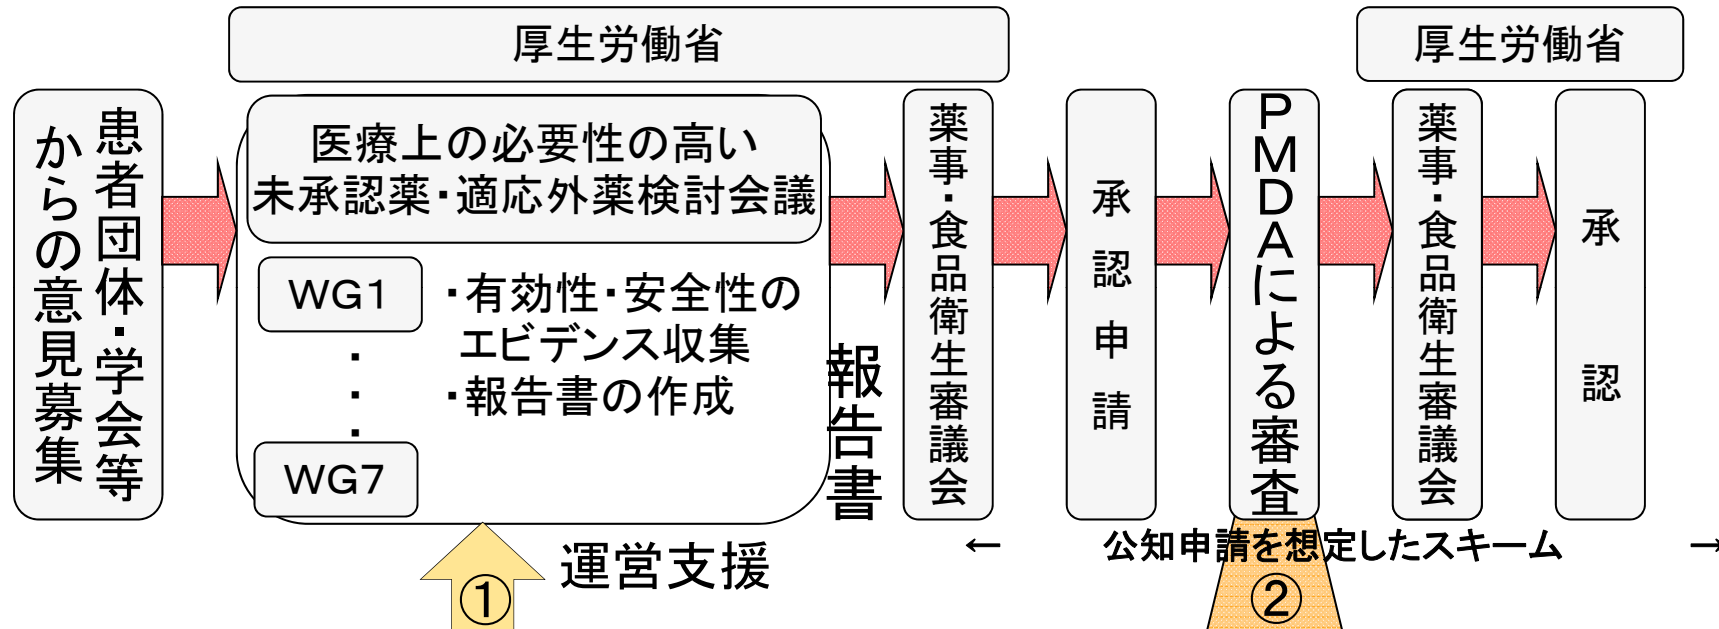 厚生労働省
厚生労働省
患者団体・学会等
からの意見募集
医療上の必要性の高い
未承認薬・適応外薬検討会議
WG1
・
・
・
WG7
・有効性・安全性の
エビデンス収集
・報告書の作成
報告書
薬事・食品衛生審議会
承認申請
PMDAによる審査
薬事・食品衛生審議会
承認
← 公知申請を想定したスキーム →
① 運営支援
②